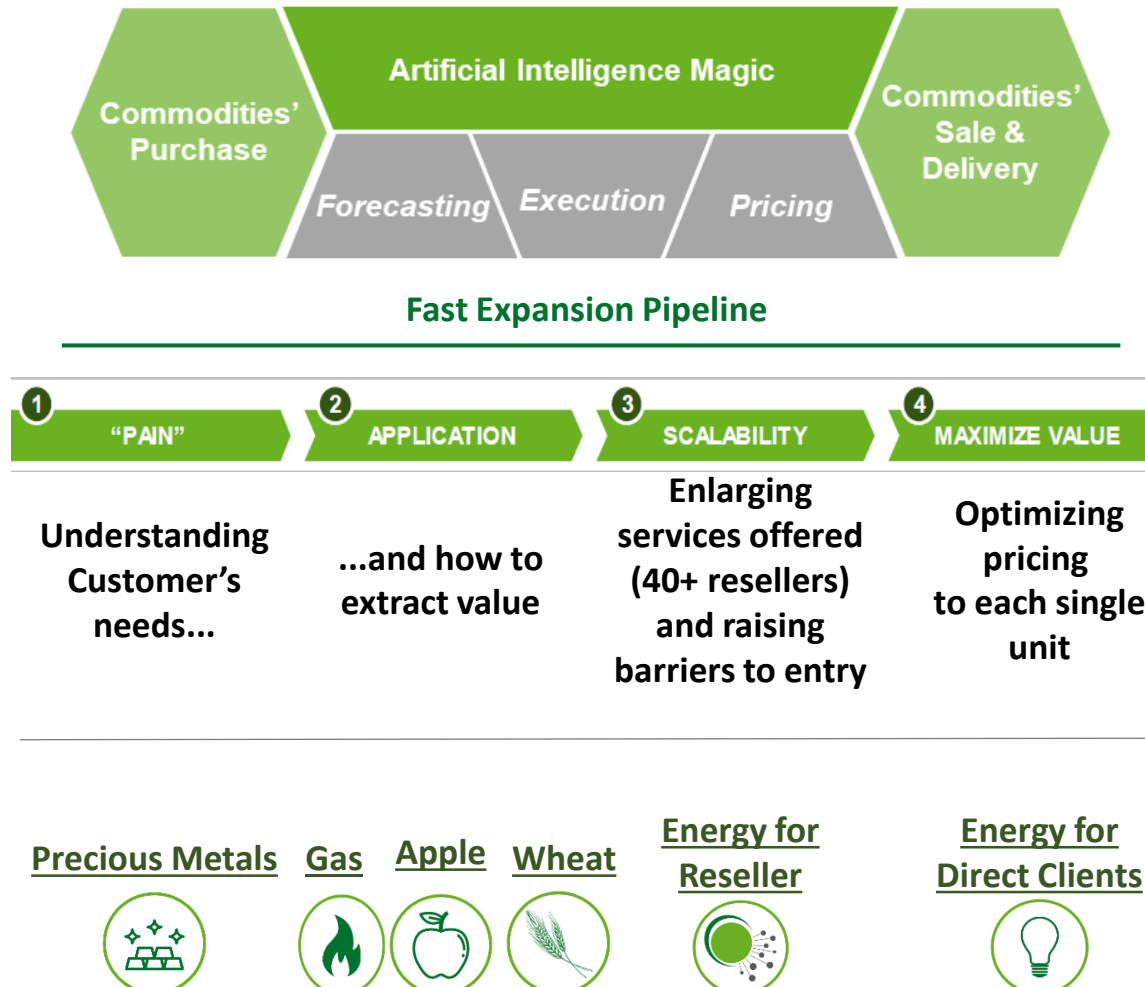 Artificial Intelligence Magic
Commodities'
Purchase
Commodities'
Sale &
Delivery
Forecasting
Execution
Pricing
Fast Expansion Pipeline
1
"PAIN"
2
APPLICATION
3
SCALABILITY
4
MAXIMIZE VALUE
Understanding
Customer's
needs...
...and how to
extract value
Enlarging
services offered
(40+ resellers)
and raising
barriers to entry
Optimizing
pricing
to each single
unit
Precious Metals
Gas
Apple
Wheat
Energy for
Reseller
Energy for
Direct Clients